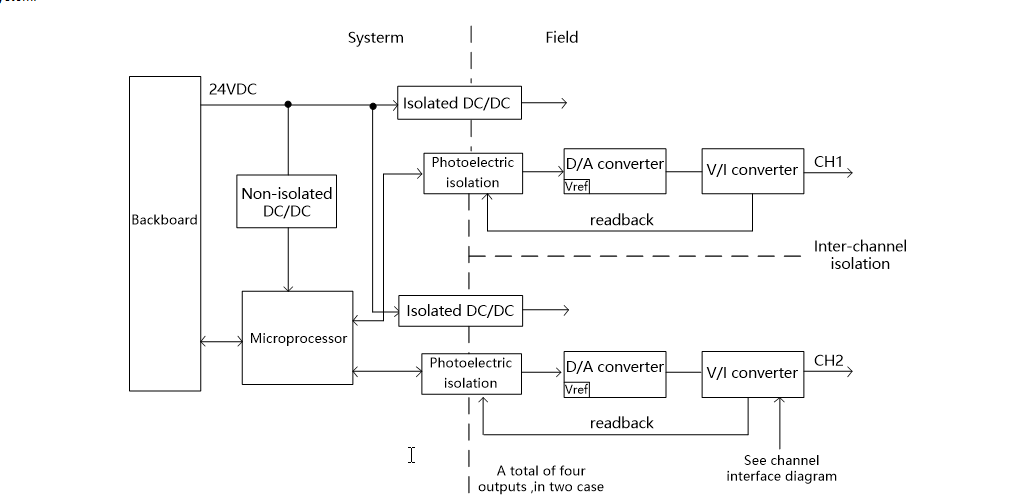 Systerm
Field
24VDC
Isolated DC/DC
Photoelectric
isolation
D/A converter
Vref
V/I converter
CH1
Non-isolated
DC/DC
Backboard
readback
Inter-channel
isolation
Isolated DC/DC
Microprocessor
Photoelectric
isolation
D/A converter
Vref
V/I converter
CH2
readback
See channel
interface diagram
A total of four
outputs ,in two case